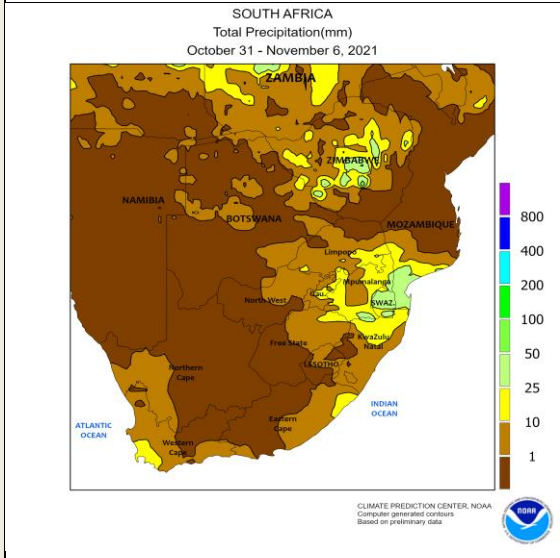 SOUTH AFRICA
Total Precipitation(mm)
October 31 - November 6, 2021
ZAMBIA
ZIMBABWE
NAMIBIA
BOTSWANA
MOZAMBIQUE
Limpopo
Mpumalanga
Gau.
North West
SWAZ.
Free State
KwaZulu
Natal
LESOTHO
Northern
Cape
Eastern
Cape
Western
Cape
ATLANTIC
OCEAN
INDIAN
OCEAN
800
400
200
100
50
25
10
1
CLIMATE PREDICTION CENTER, NOAA
Computer generated contours
Based on preliminary data
NOAA